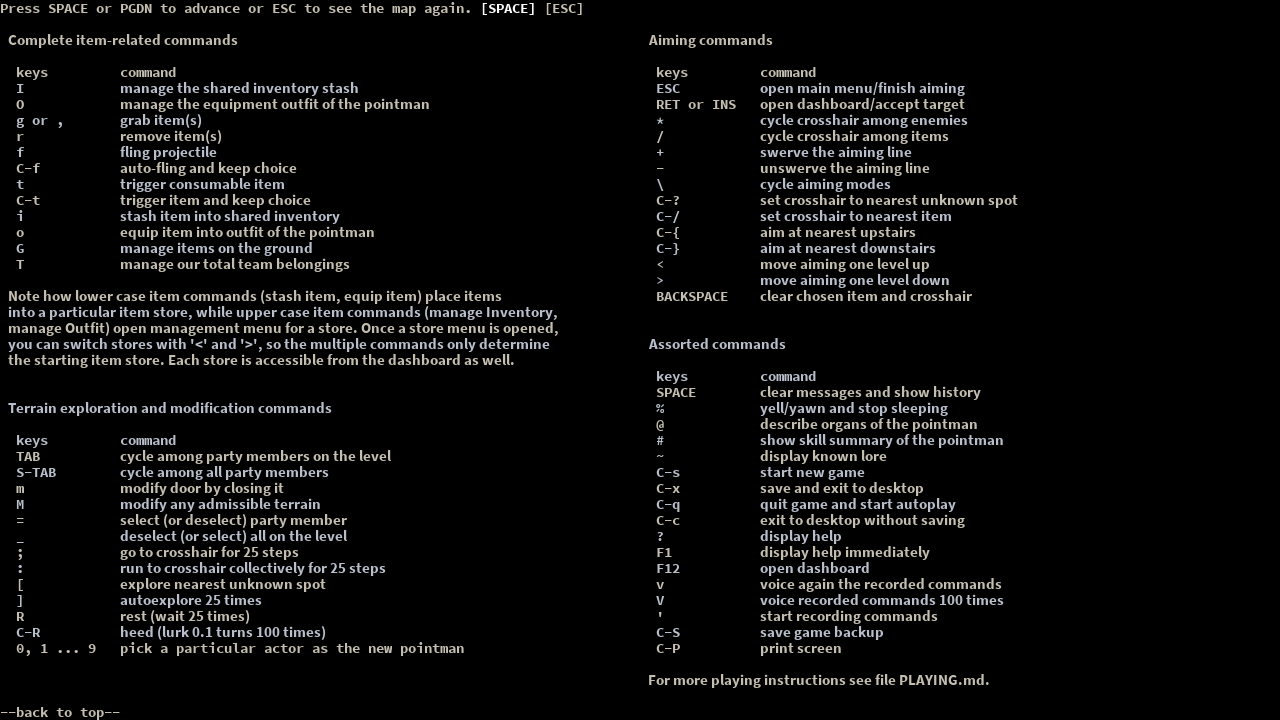 Press SPACE or PGDN to advance or ESC to see the map again. [SPACE] [ESC]
Complete item-related commands
keys command
I manage the shared inventory stash
O manage the equipment outfit of the pointman
g or , grab item(s)
r remove item(s)
f fling projectile
C-f auto-fling and keep choice
t trigger consumable item
C-t trigger item and keep choice
i stash item into shared inventory
o equip item into outfit of the pointman
G manage items on the ground
T manage our total team belongings
Note how lower case item commands (stash item, equip item) place items
into a particular item store, while upper case item commands (manage Inventory,
manage Outfit) open management menu for a store. Once a store menu is opened,
you can switch stores with '<' and '>', so the multiple commands only determine
the starting item store. Each store is accessible from the dashboard as well.
Terrain exploration and modification commands
keys command
TAB cycle among party members on the level
S-TAB cycle among all party members
m modify door by closing it
M modify any admissible terrain
= select (or deselect) party member
_ deselect (or select) all on the level
; go to crosshair for 25 steps
: run to crosshair collectively for 25 steps
[ explore nearest unknown spot
] autoexplore 25 times
R rest (wait 25 times)
C-R heed (lurk 0.1 turns 100 times)
0, 1 ... 9 pick a particular actor as the new pointman
Aiming commands
keys command
ESC open main menu/finish aiming
RET or INS open dashboard/accept target
* cycle crosshair among enemies
/ cycle crosshair among items
+ swerve the aiming line
- unswerve the aiming line
\ cycle aiming modes
C-? set crosshair to nearest unknown spot
C-/ set crosshair to nearest item
C-{ aim at nearest upstairs
C-} aim at nearest downstairs
< move aiming one level up
> move aiming one level down
BACKSPACE clear chosen item and crosshair
Assorted commands
keys command
SPACE clear messages and show history
% yell/yawn and stop sleeping
@ describe organs of the pointman
# show skill summary of the pointman
~ display known lore
C-s start new game
C-x save and exit to desktop
C-q quit game and start autoplay
C-c exit to desktop without saving
? display help
F1 display help immediately
F12 open dashboard
v voice again the recorded commands
V voice recorded commands 100 times
' start recording commands
C-S save game backup
C-P print screen
For more playing instructions see file PLAYING.md.
--back to top--